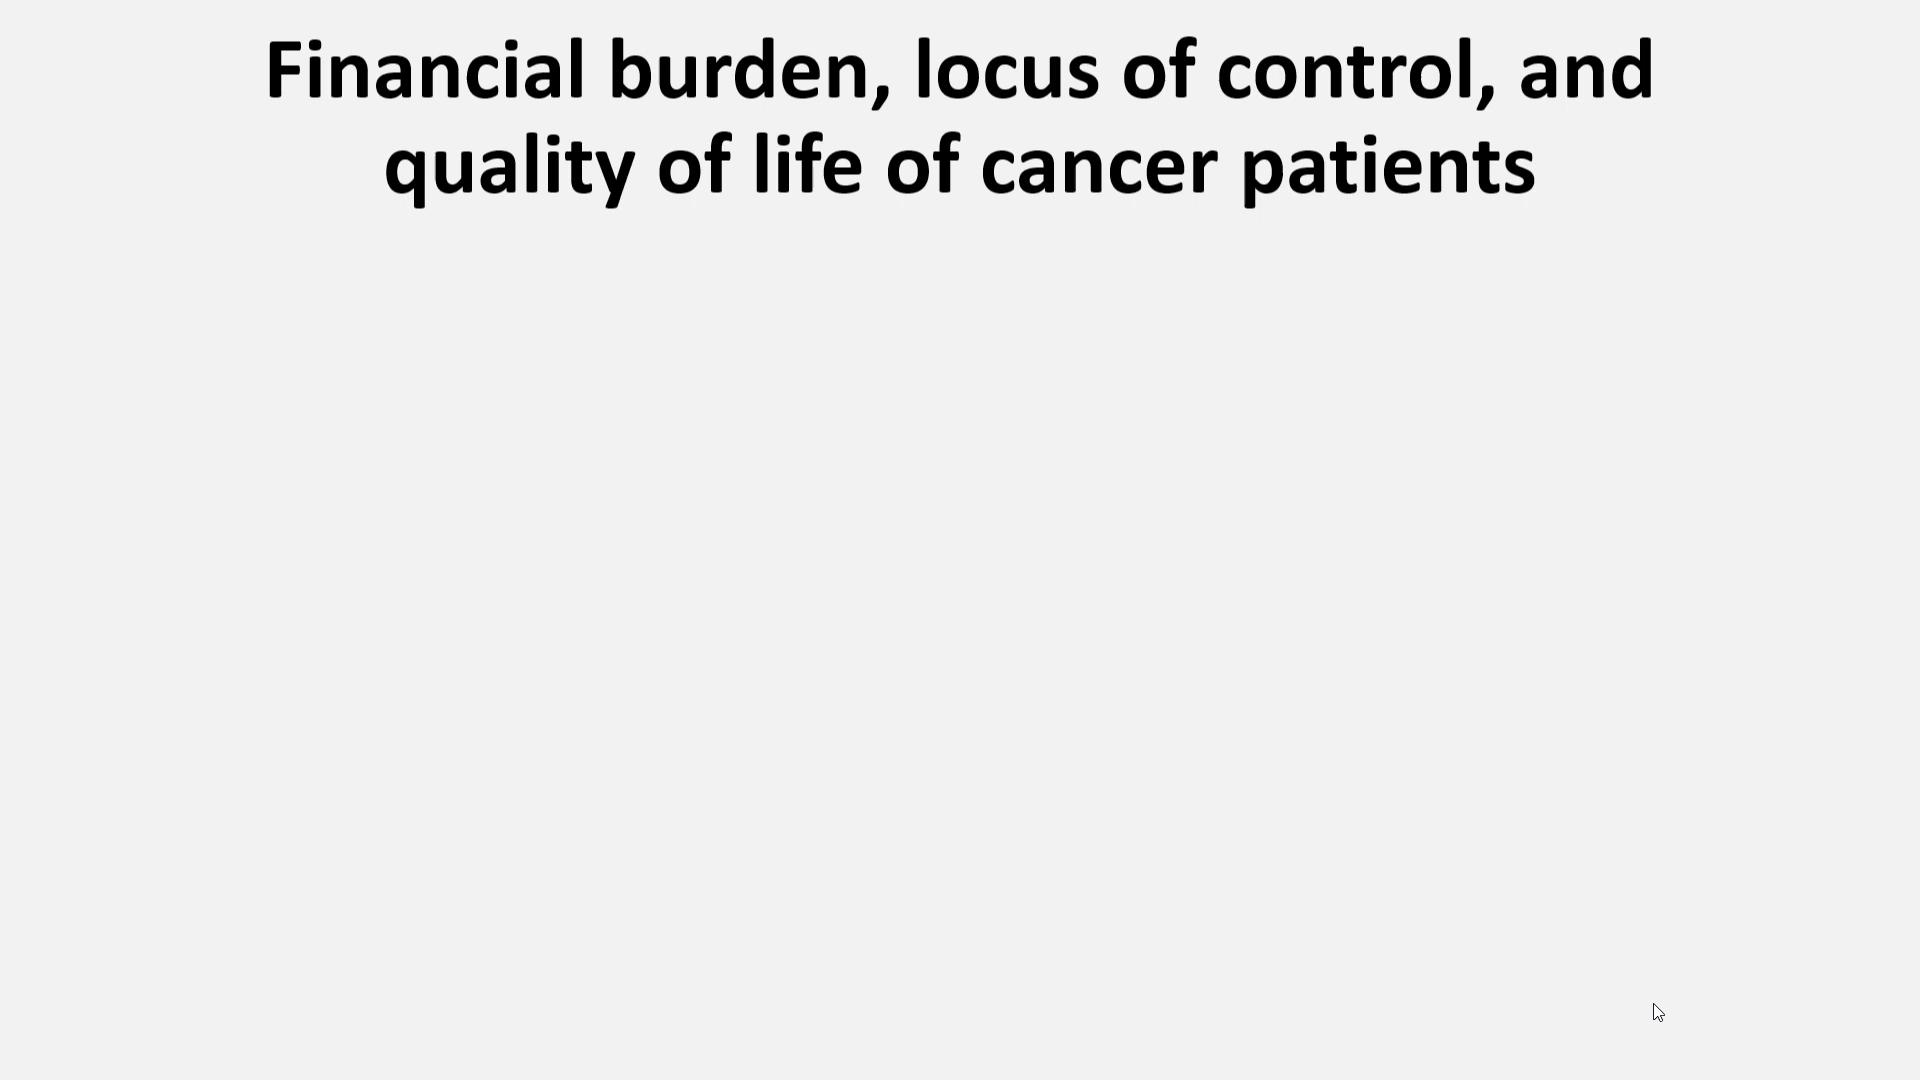 Financial burden, locus of control, and
quality of life of cancer patients